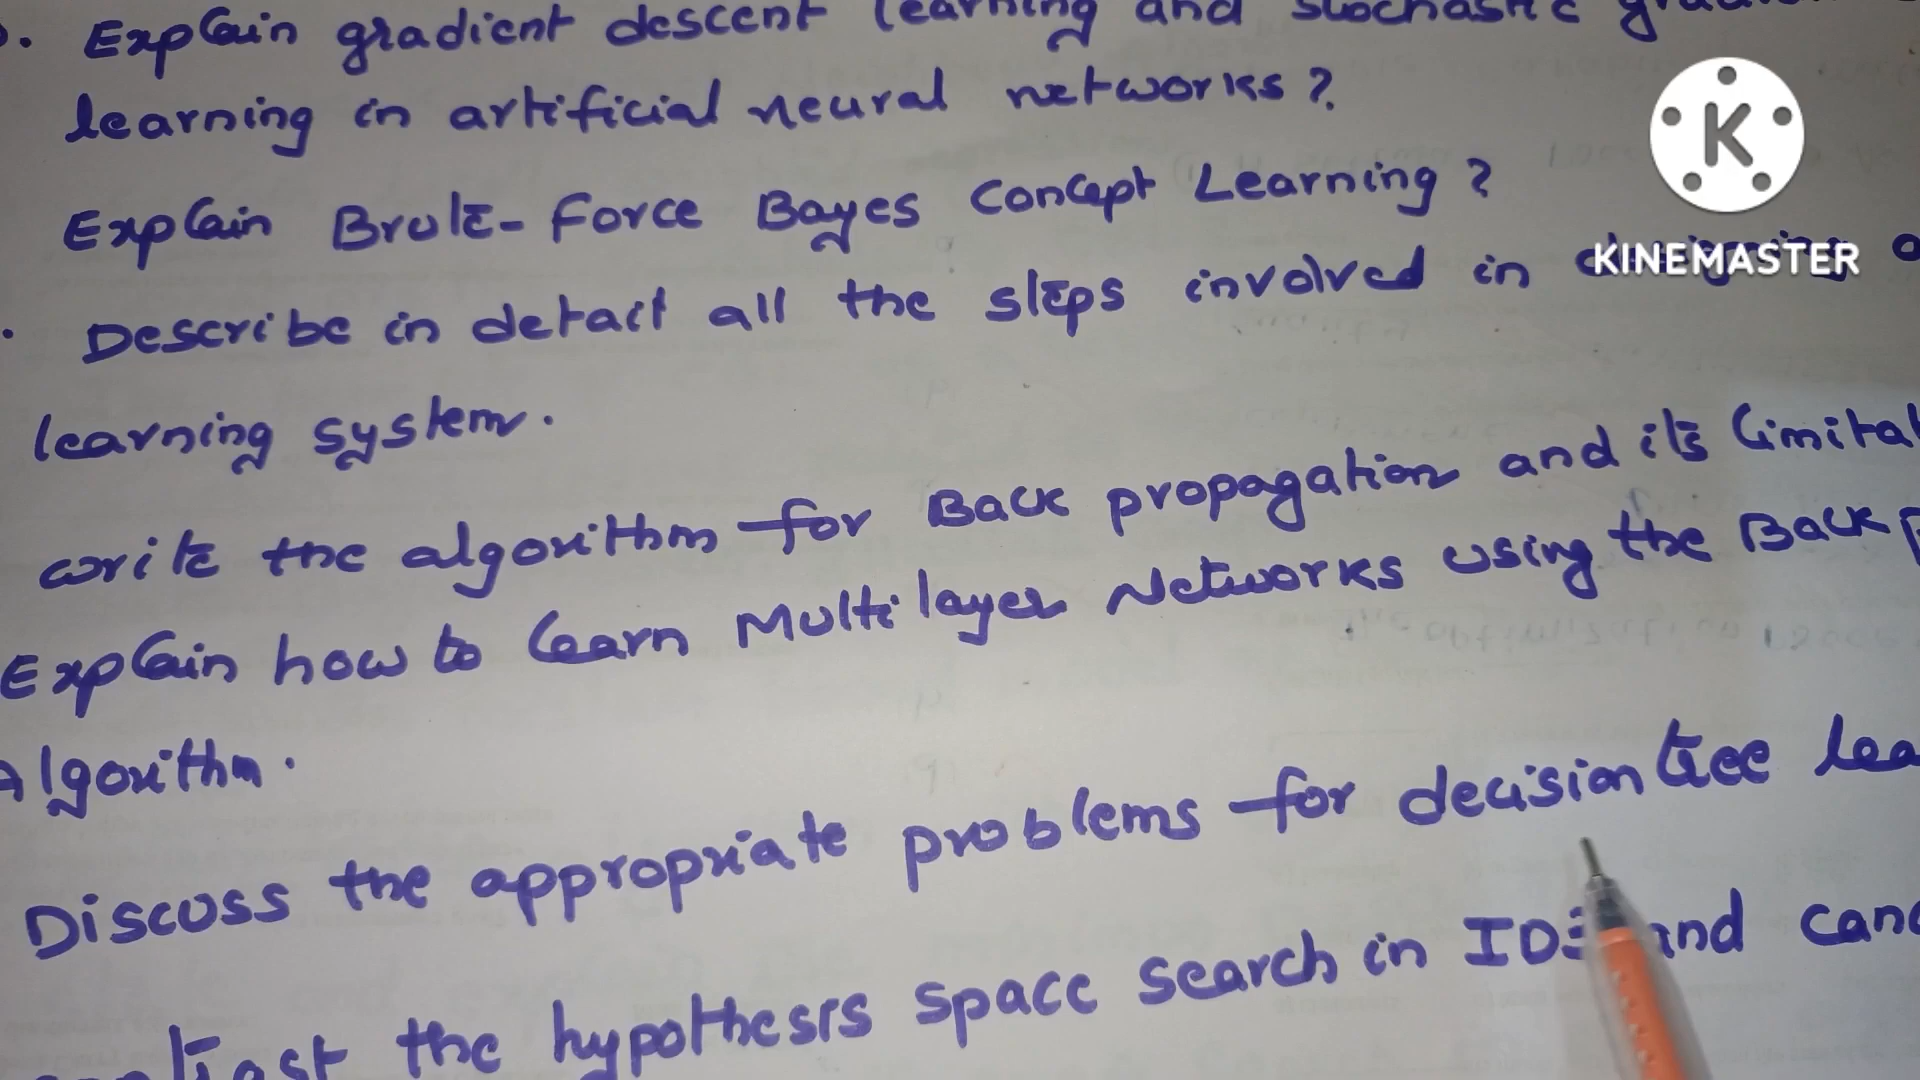 Explain gradient descent learning and stochastic
learning in artificial neural networks?
Explain Brute-Force Bayes Concept Learning?
Describe in detail all the steps involved in designing
learning system.
write the algorithm for Back propagation and its
Explain how to learn Multilayer Networks using the Back
Algorithm.
Discuss the appropriate problems for decision tree
the hypothesis space search in ID3 and
K
KINEMASTER